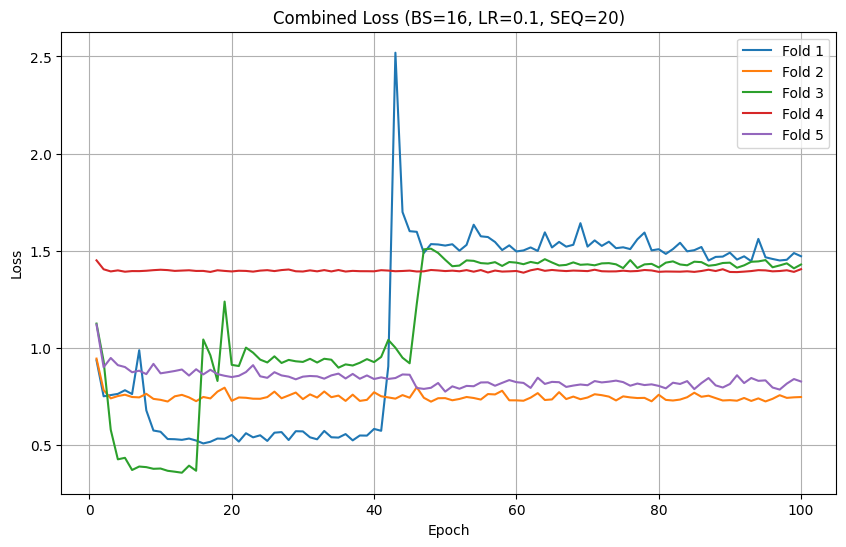 Combined Loss (BS=16, LR=0.1, SEQ=20)
Loss
2.5
2.0
1.5
1.0
0.5
0
20
40
60
80
100
Epoch
Fold 1
Fold 2
Fold 3
Fold 4
Fold 5